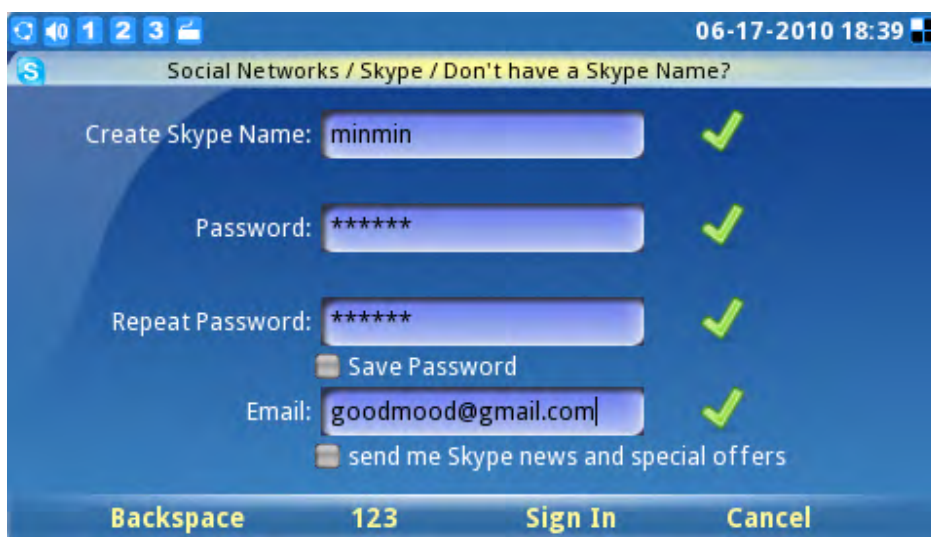 1 2 3 06-17-2010 18:39
S Social Networks / Skype / Don't have a Skype Name?
Create Skype Name: minmin
Password: ******
Repeat Password: ******
Save Password
Email: goodmood@gmail.com
send me Skype news and special offers
Backspace 123 Sign In Cancel